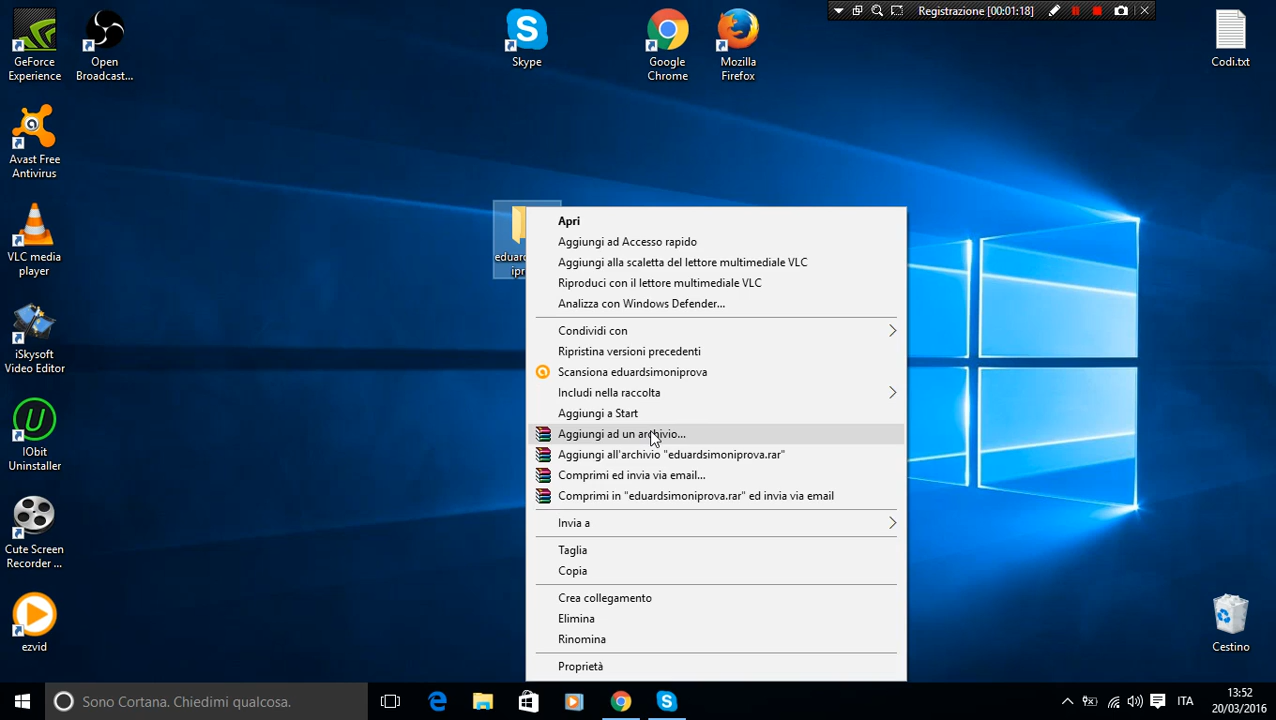 Registrazione [00:01:18]
GeForce
Experience
Open
Broadcast...
Skype
Google
Chrome
Mozilla
Firefox
Codi.txt
Avast Free
Antivirus
VLC media
player
iSkysoft
Video Editor
IObit
Uninstaller
Cute Screen
Recorder ...
ezvid
Cestino
Apri
Aggiungi ad Accesso rapido
Aggiungi alla scaletta del lettore multimediale VLC
Riproduci con il lettore multimediale VLC
Analizza con Windows Defender...
Condividi con
Ripristina versioni precedenti
Scansiona eduardsimoniprova
Includi nella raccolta
Aggiungi a Start
Aggiungi ad un archivio...
Aggiungi all'archivio "eduardsimoniprova.rar"
Comprimi ed invia via email...
Comprimi in "eduardsimoniprova.rar" ed invia via email
Invia a
Taglia
Copia
Crea collegamento
Elimina
Rinomina
Proprietà
Sono Cortana. Chiedimi qualcosa.
ITA
13:52
20/03/2016